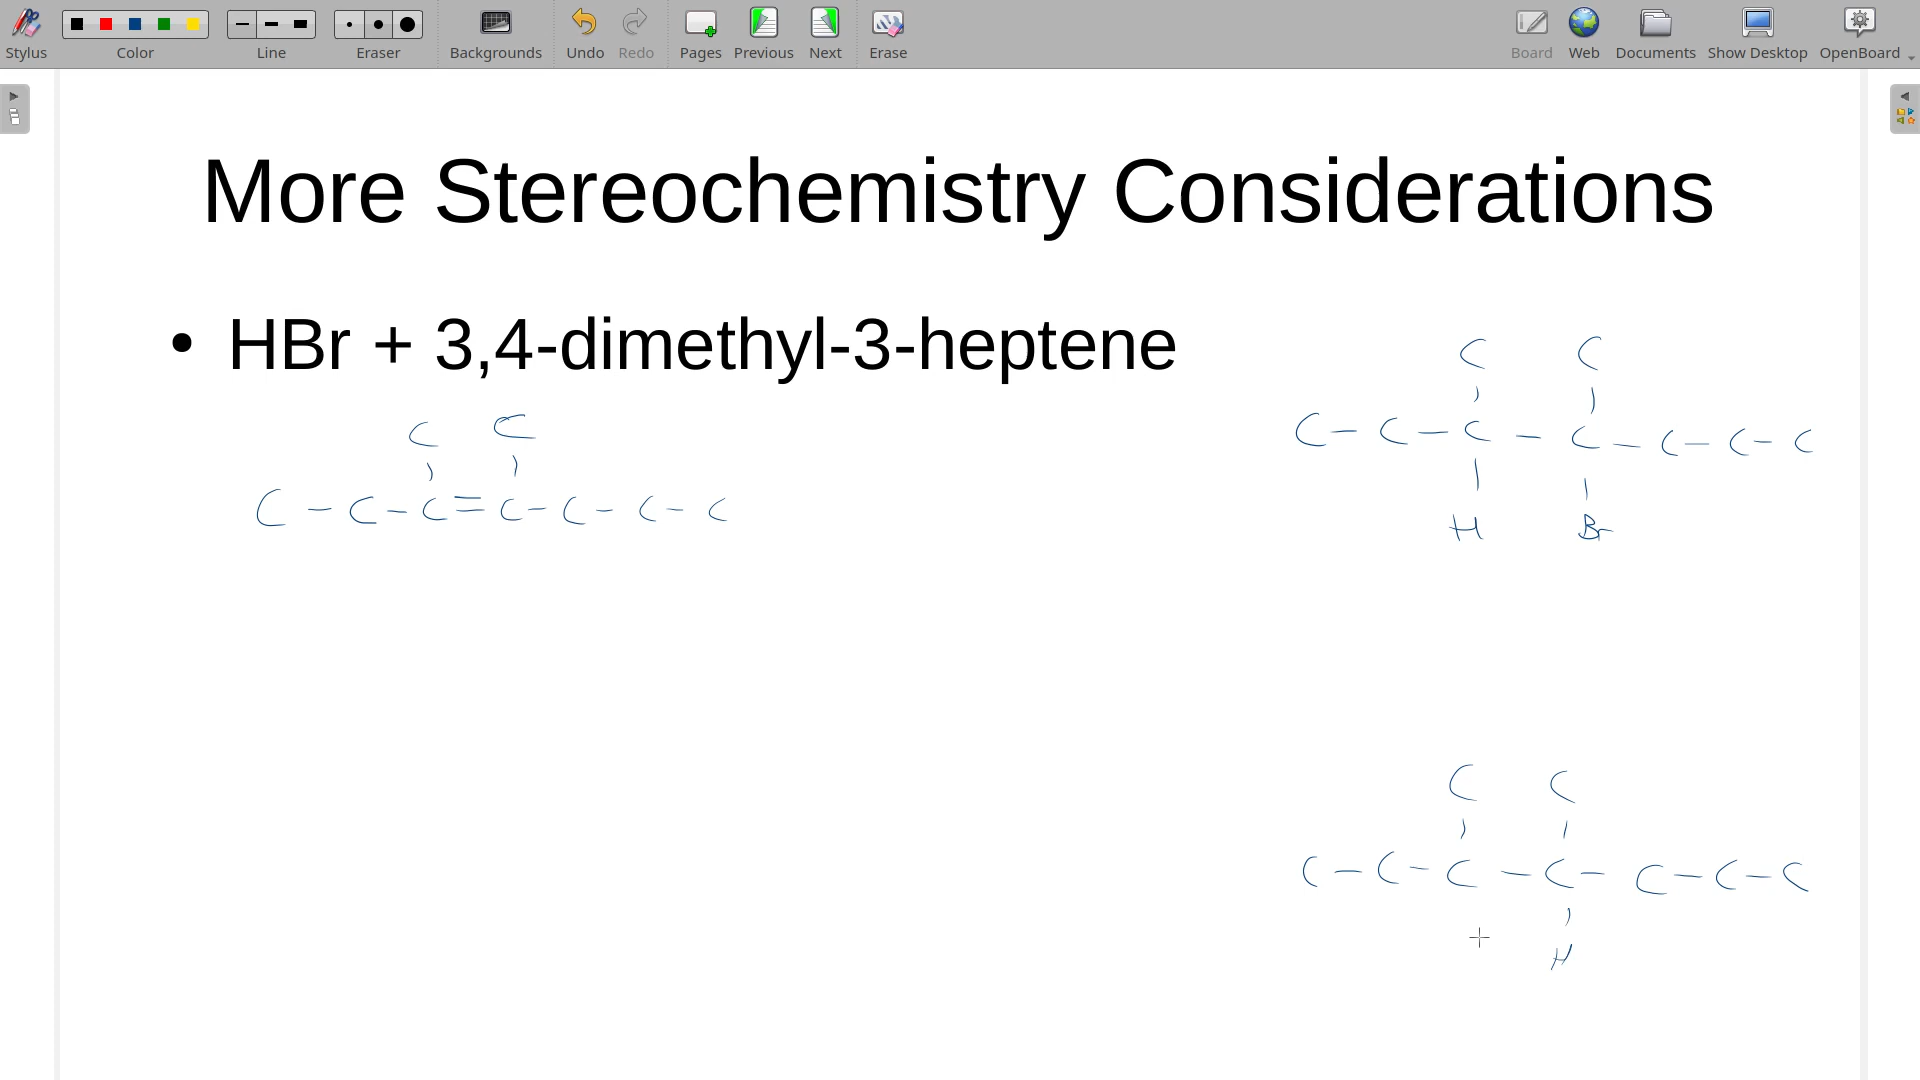 Stylus Color Line Eraser Backgrounds Undo Redo Pages Previous Next Erase Board Web Documents Show Desktop OpenBoard
More Stereochemistry Considerations
• HBr + 3,4-dimethyl-3-heptene
C C
C - C - C = C - C - C - C
C C
C - C - C - C - C - C - C
H Br
C C
C - C - C - C - C - C - C
H